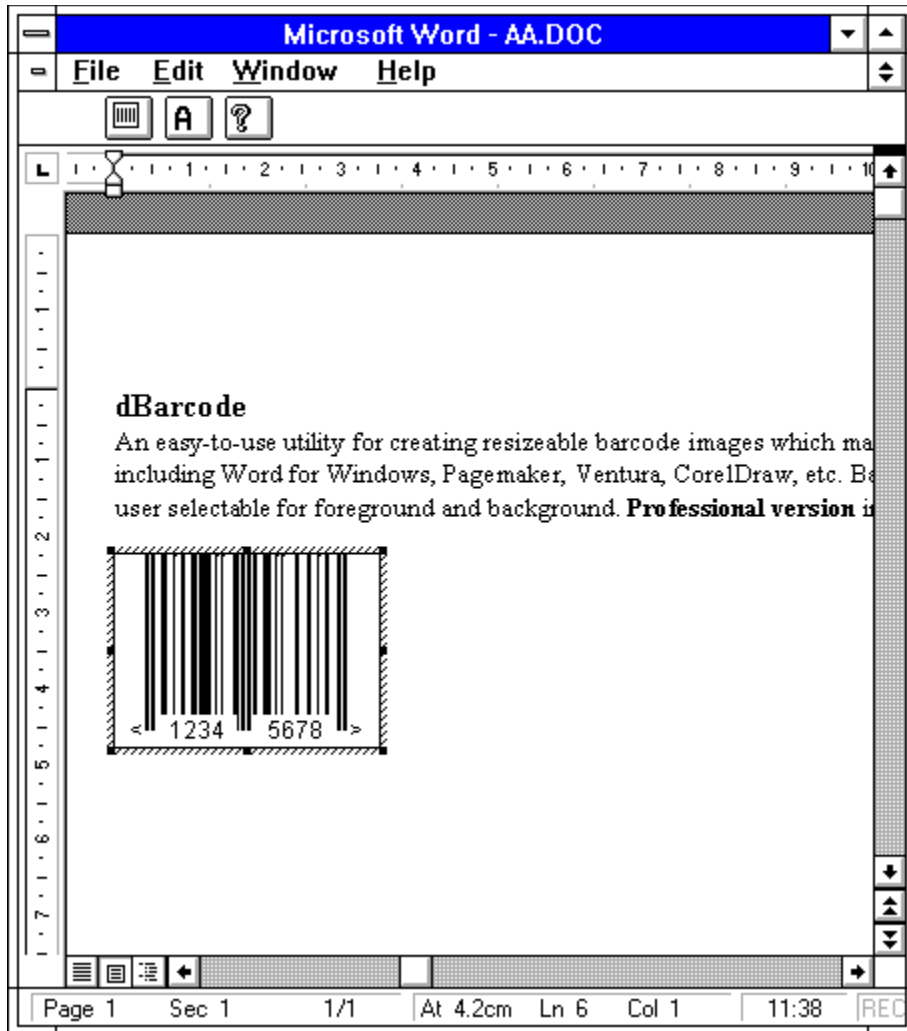 Microsoft Word - AA.DOC
File Edit Window Help
A ?
L 1 2 3 4 5 6 7 8 9 10
1
dBarcode
An easy-to-use utility for creating resizeable barcode images which ma
including Word for Windows, Pagemaker, Ventura, CorelDraw, etc. Ba
user selectable for foreground and background. Professional version i
2
3
4
< 1234 5678 >
5
6
7
Page 1 Sec 1 1/1 At 4.2cm Ln 6 Col 1 11:38 REC